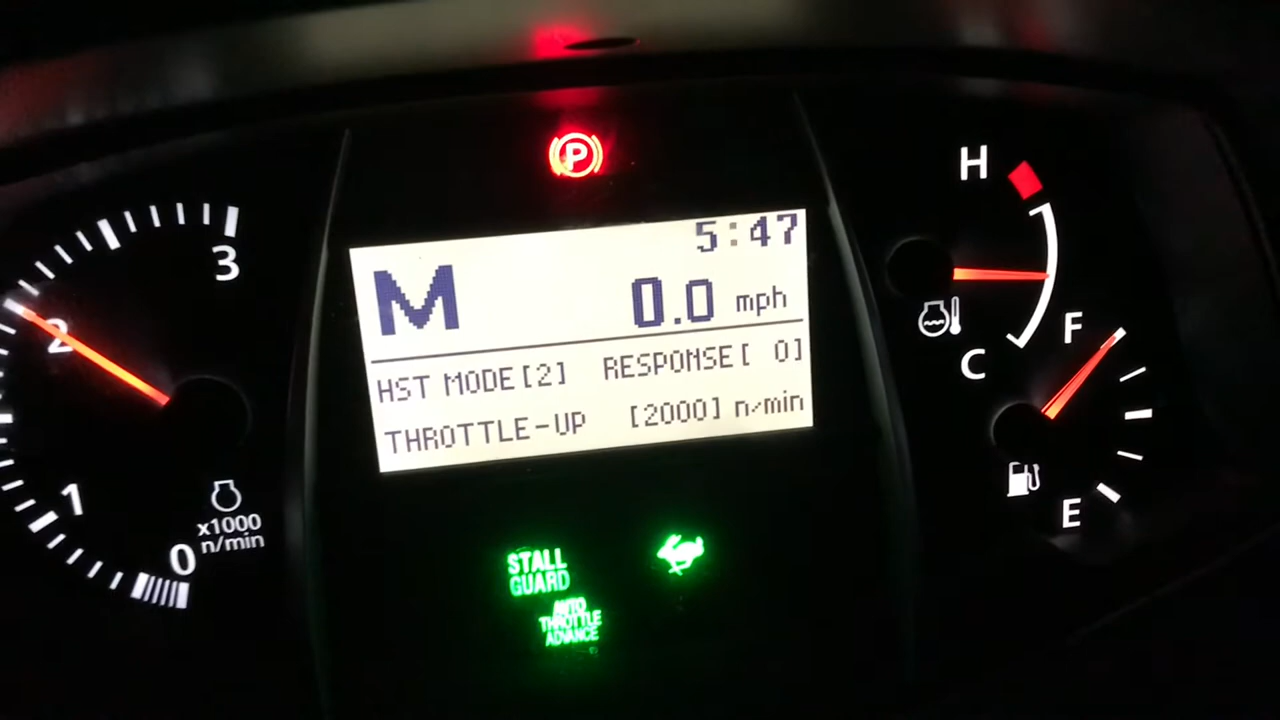 P
5:47
M 0.0 mph
HST MODE[2] RESPONSE[ 0]
THROTTLE-UP [2000] n/min
3
2
1
0
x1000
n/min
H
C
F
E
STALL
GUARD
AUTO
THROTTLE
ADVANCE